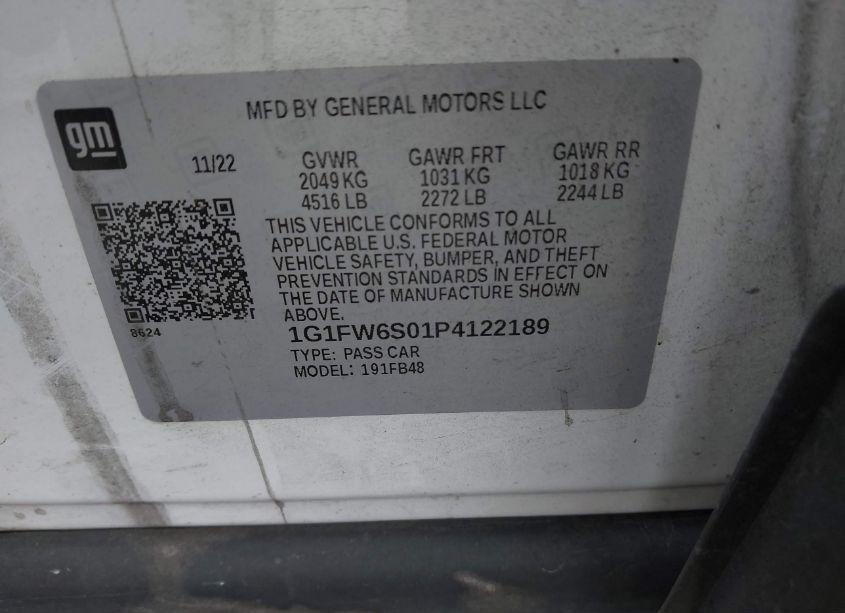 MFD BY GENERAL MOTORS LLC
gm
11/22
GVWR GAWR FRT GAWR RR
2049 KG 1031 KG 1018 KG
4516 LB 2272 LB 2244 LB
THIS VEHICLE CONFORMS TO ALL
APPLICABLE U.S. FEDERAL MOTOR
VEHICLE SAFETY, BUMPER, AND THEFT
PREVENTION STANDARDS IN EFFECT ON
THE DATE OF MANUFACTURE SHOWN
ABOVE.
8624
1G1FW6S01P4122189
TYPE: PASS CAR
MODEL: 191FB48